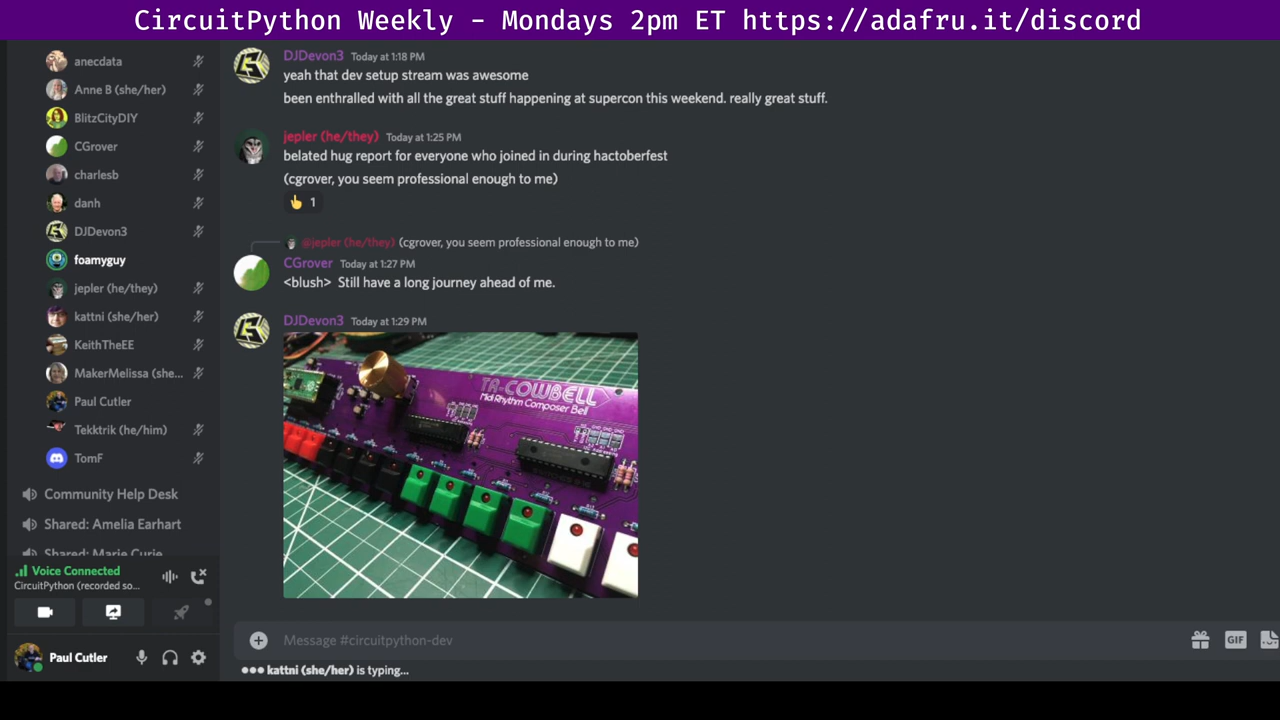 CircuitPython Weekly - Mondays 2pm ET https://adafru.it/discord
anecdata
Anne B (she/her)
BlitzCityDIY
CGrover
charlesb
danh
DJDevon3
foamyguy
jepler (he/they)
kattni (she/her)
KeithTheEE
MakerMelissa (she...
Paul Cutler
Tekktrik (he/him)
TomF
Community Help Desk
Shared: Amelia Earhart
Shared: Marie Curie
Voice Connected
CircuitPython (recorded so...
Paul Cutler
DJDevon3 Today at 1:18 PM
yeah that dev setup stream was awesome
been enthralled with all the great stuff happening at supercon this weekend. really great stuff.
jepler (he/they) Today at 1:25 PM
belated hug report for everyone who joined in during hactoberfest
(cgrover, you seem professional enough to me)
1
@jepler (he/they) (cgrover, you seem professional enough to me)
CGrover Today at 1:27 PM
<blush> Still have a long journey ahead of me.
DJDevon3 Today at 1:29 PM
TR-COWBELL
Midi Rhythm Composer Bell
Message #circuitpython-dev
GIF
kattni (she/her) is typing...